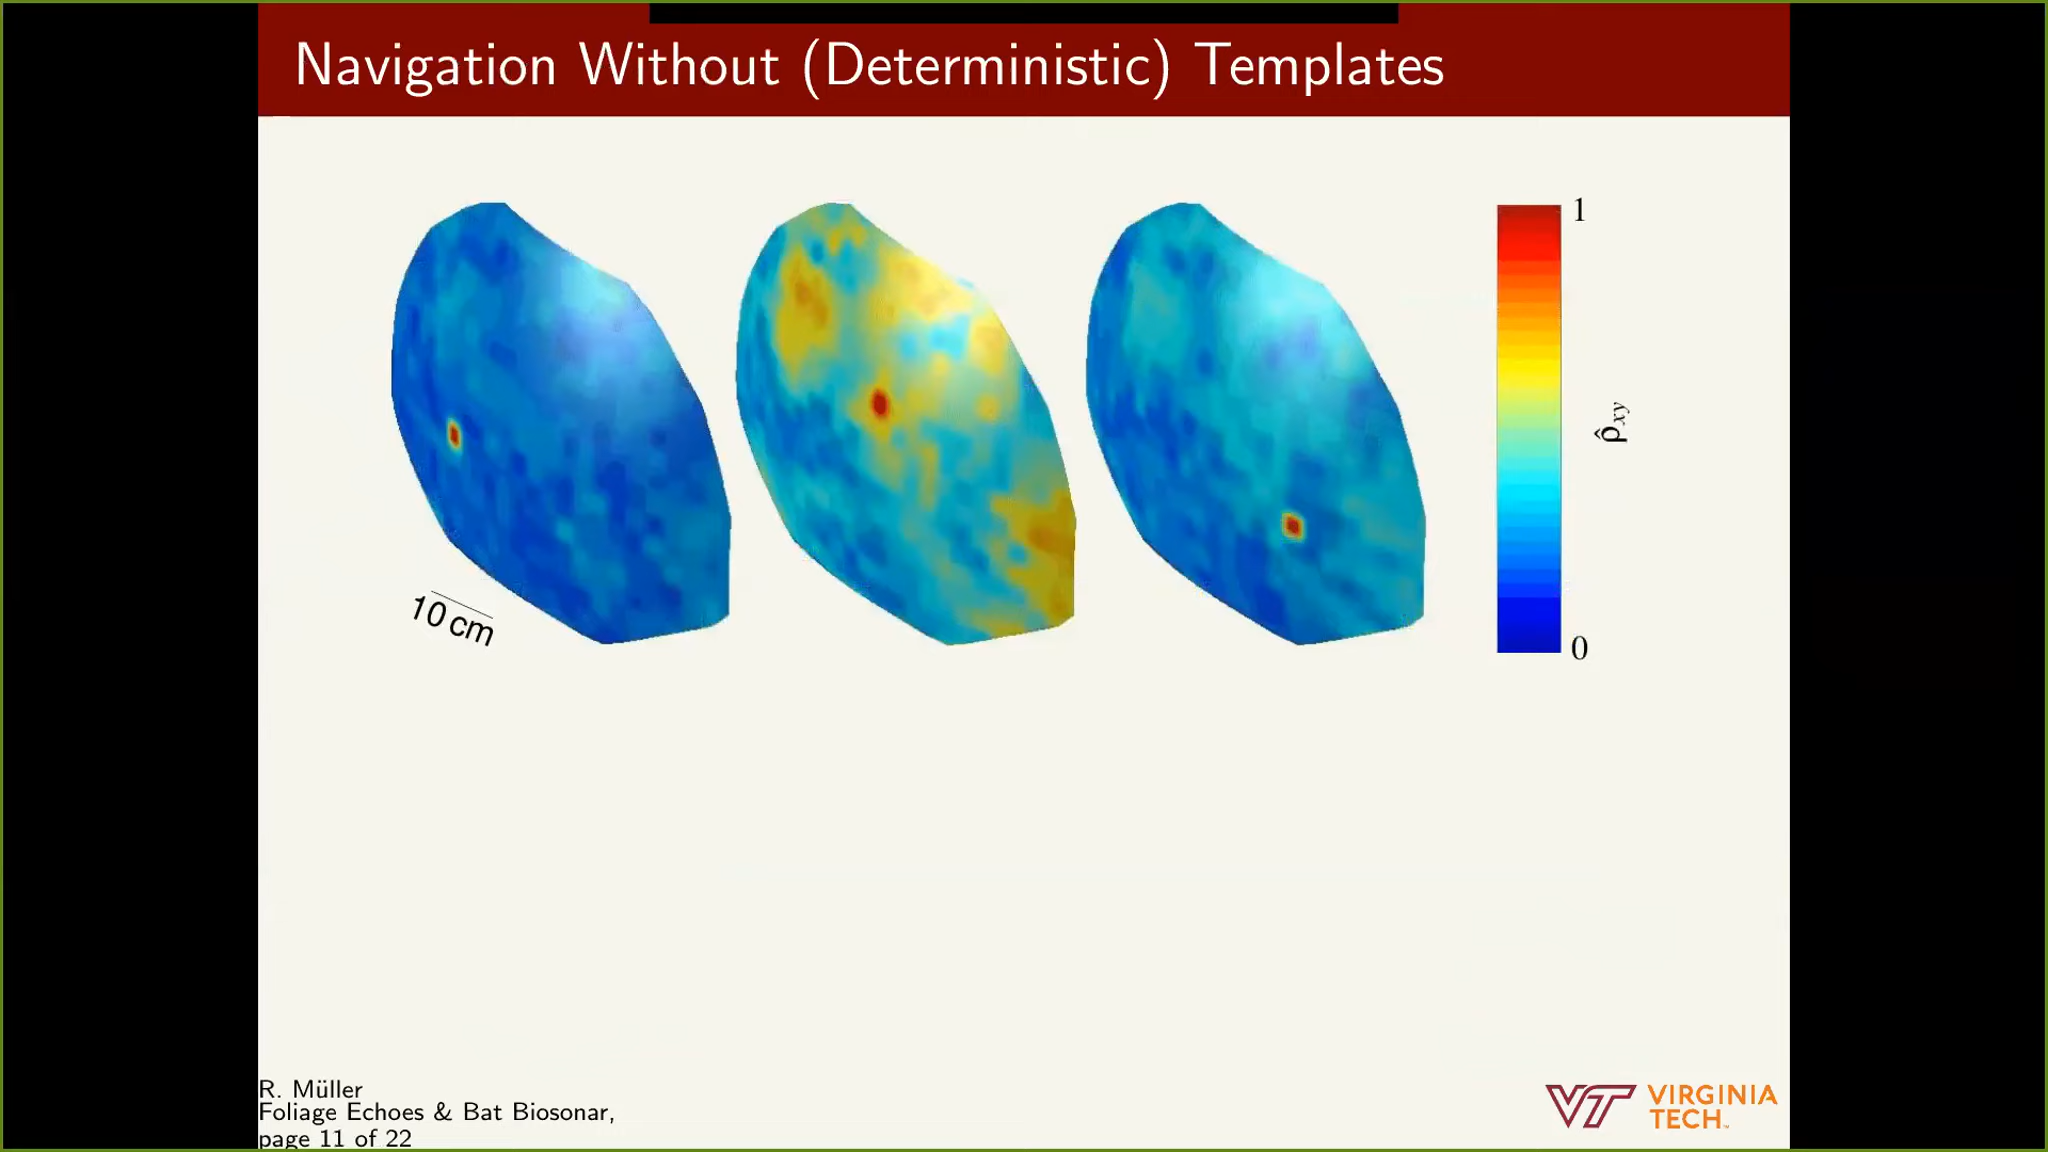 Navigation Without (Deterministic) Templates
10 cm
1
ρ̂xy
0
R. Müller
Foliage Echoes & Bat Biosonar,
page 11 of 22
VT VIRGINIA
TECH™